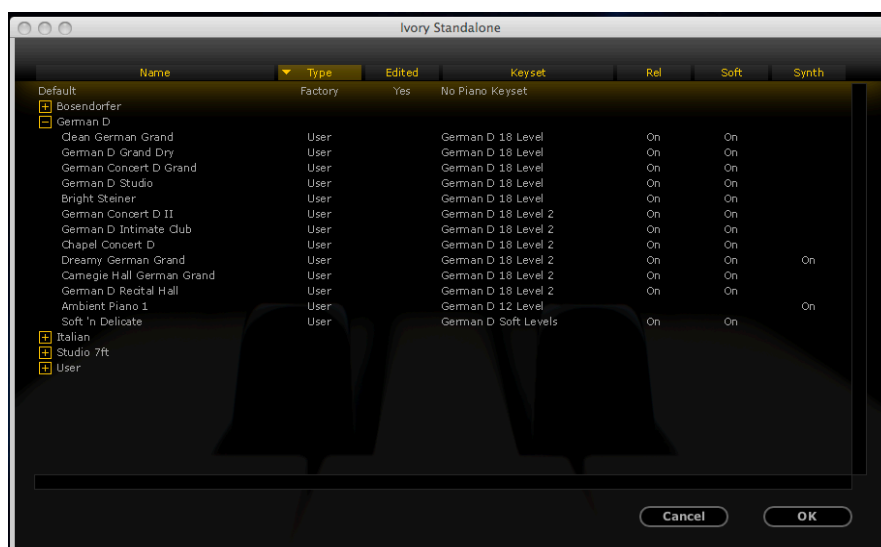 Ivory Standalone
Name Type Edited Keyset Rel Soft Synth
Default Factory Yes No Piano Keyset
Bosendorfer
German D
Clean German Grand User German D 18 Level On On
German D Grand Dry User German D 18 Level On On
German Concert D Grand User German D 18 Level On On
German D Studio User German D 18 Level On On
Bright Steiner User German D 18 Level On On
German Concert D II User German D 18 Level 2 On On
German D Intimate Club User German D 18 Level 2 On On
Chapel Concert D User German D 18 Level 2 On On
Dreamy German Grand User German D 18 Level 2 On On On
Carnegie Hall German Grand User German D 18 Level 2 On On
German D Recital Hall User German D 18 Level 2 On On
Ambient Piano 1 User German D 12 Level On
Soft 'n Delicate User German D Soft Levels On On
Italian
Studio 7ft
User
Cancel OK